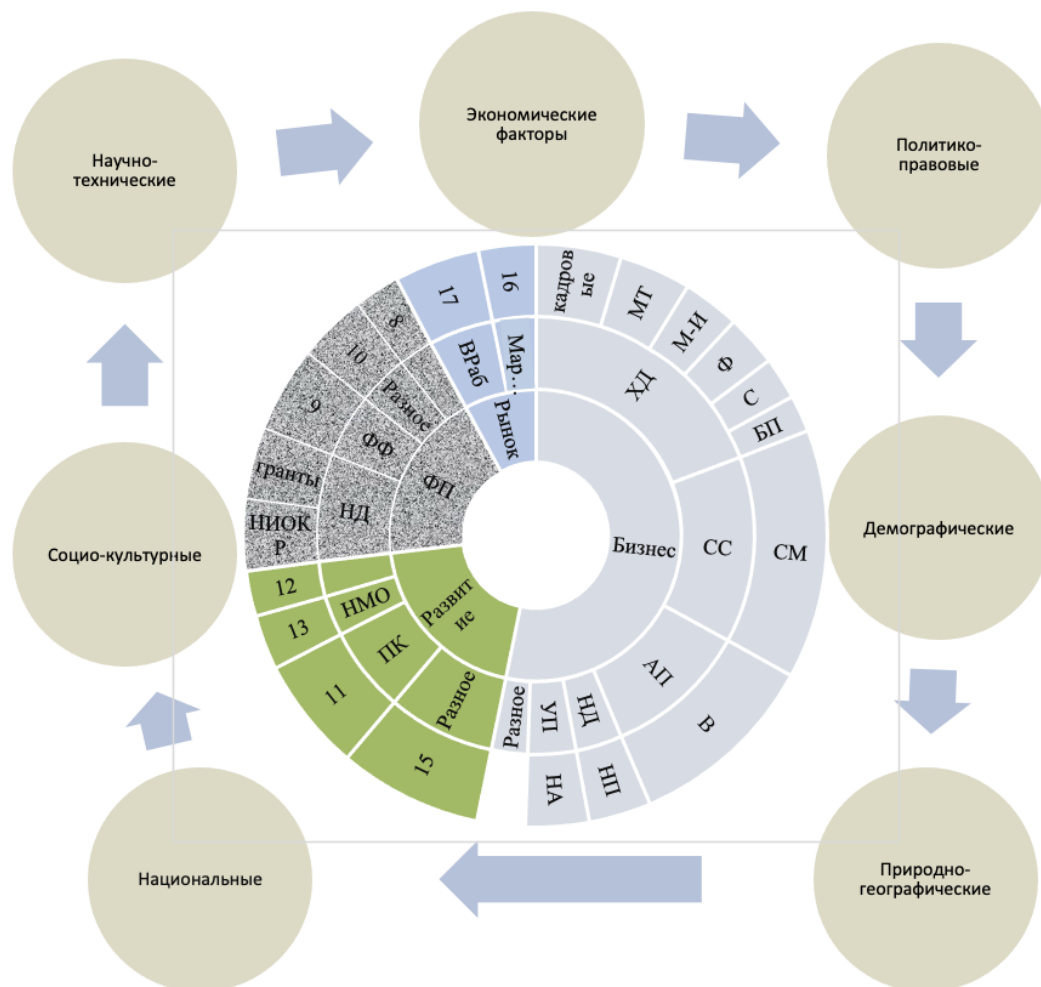 Экономические
факторы
Научно-
технические
Политико-
правовые
Социо-культурные
Демографические
Национальные
Природно-
географические
17
16
кадров
ые
МТ
М-И
Ф
С
БП
8
10
9
гранты
НИОК
Р
ВРаб
Мар…
Рынок
ХД
Разное
ФФ
НД
ФП
Бизнес
СС
СМ
12
13
11
15
НМО
ПК
Разное
Развит
ие
Разное
УП
НД
АП
В
НА
НП